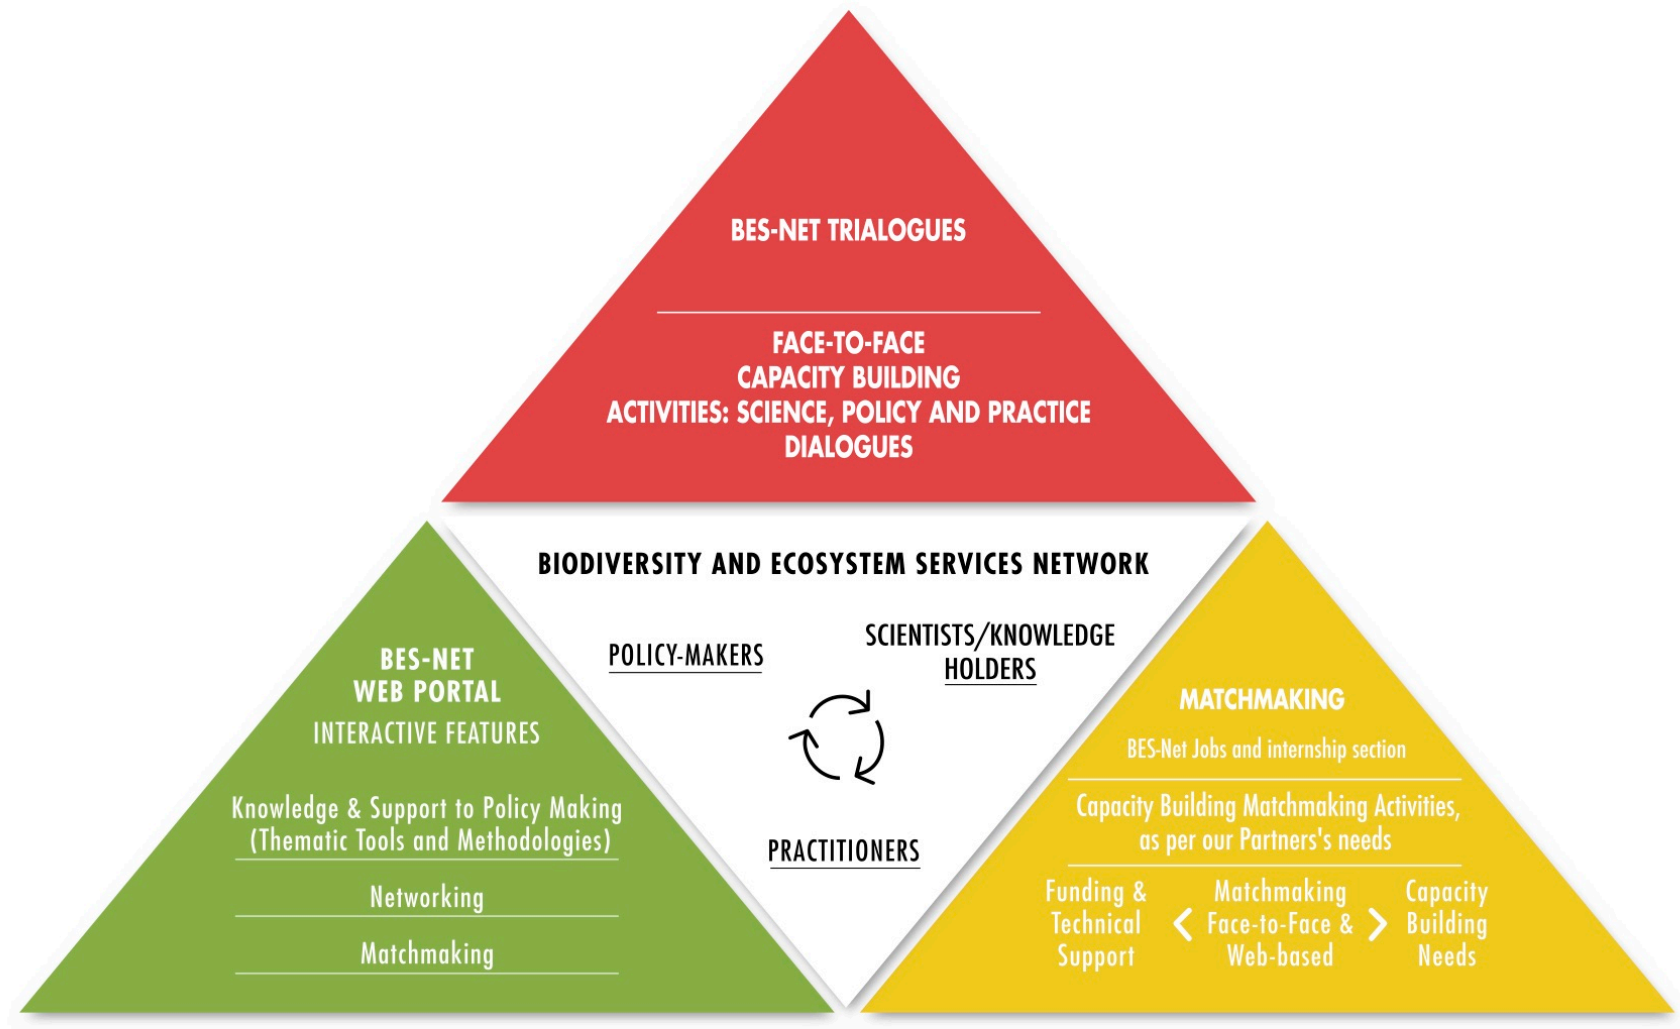 BES-NET TRIALOGUES
FACE-TO-FACE
CAPACITY BUILDING
ACTIVITIES: SCIENCE, POLICY AND PRACTICE
DIALOGUES
BIODIVERSITY AND ECOSYSTEM SERVICES NETWORK
POLICY-MAKERS
SCIENTISTS/KNOWLEDGE
HOLDERS
PRACTITIONERS
BES-NET
WEB PORTAL
INTERACTIVE FEATURES
Knowledge & Support to Policy Making
(Thematic Tools and Methodologies)
Networking
Matchmaking
MATCHMAKING
BES-Net Jobs and internship section
Capacity Building Matchmaking Activities,
as per our Partners's needs
Funding &
Technical
Support
Matchmaking
Face-to-Face &
Web-based
Capacity
Building
Needs